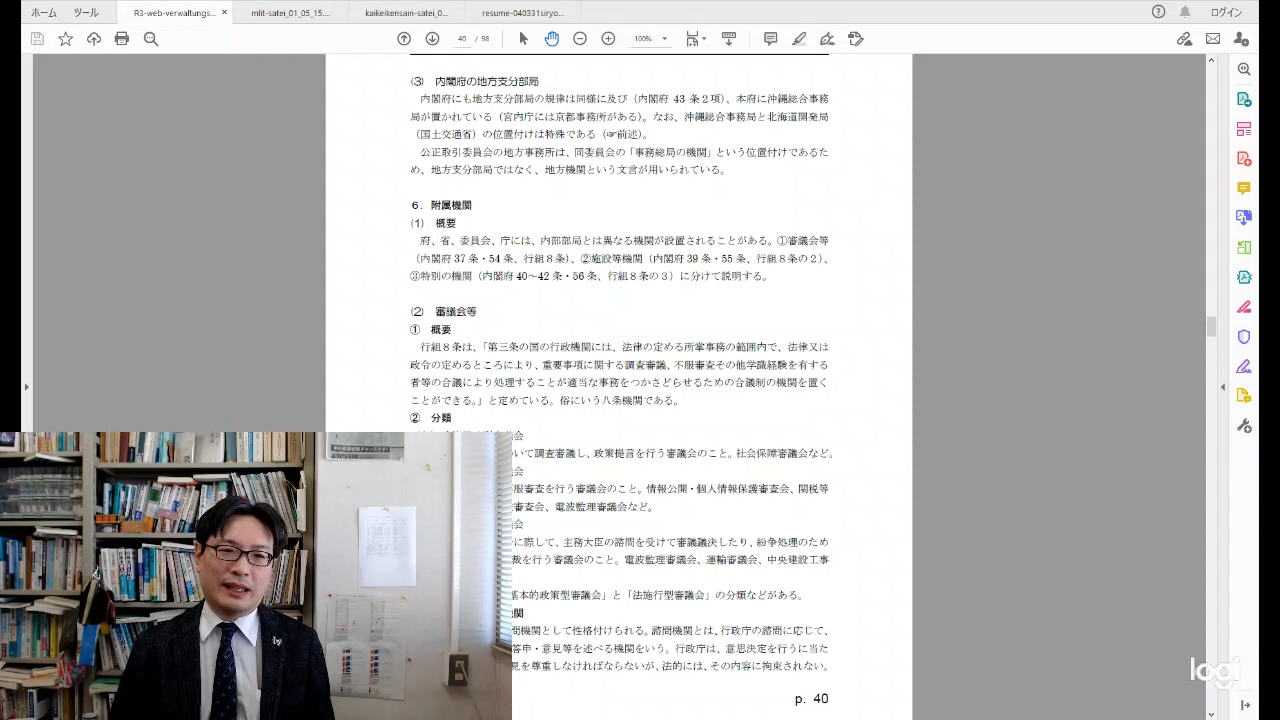 ホーム ツール R3-web-verwaltungs... × mlit-satei_01_05_15.... kaikeikensain-satei_0... resume-040331siryo... ログイン
40 / 98 100%
(3) 内閣府の地方支分部局
内閣府にも地方支分部局の規律は同様に及び（内閣府 43 条２項）、本府に沖縄総合事務
局が置かれている（宮内庁には京都事務所がある）。なお、沖縄総合事務局と北海道開発局
（国土交通省）の位置付けは特殊である（☞前述）。
公正取引委員会の地方事務所は、同委員会の「事務総局の機関」という位置付けであるた
め、地方支分部局ではなく、地方機関という文言が用いられている。
６．附属機関
(1) 概要
府、省、委員会、庁には、内部部局とは異なる機関が設置されることがある。①審議会等
（内閣府 37 条・54 条、行組８条）、②施設等機関（内閣府 39 条・55 条、行組８条の２）、
③特別の機関（内閣府 40～42 条・56 条、行組８条の３）に分けて説明する。
(2) 審議会等
① 概要
行組８条は、「第三条の国の行政機関には、法律の定める所掌事務の範囲内で、法律又は
政令の定めるところにより、重要事項に関する調査審議、不服審査その他学識経験を有する
者等の合議により処理することが適当な事務をつかさどらせるための合議制の機関を置く
ことができる。」と定めている。俗にいう八条機関である。
② 分類
会
いて調査審議し、政策提言を行う審議会のこと。社会保障審議会など。
会
服審査を行う審議会のこと。情報公開・個人情報保護審査会、関税等
審査会、電波監理審議会など。
会
に際して、主務大臣の諮問を受けて審議議決したり、紛争処理のため
裁を行う審議会のこと。電波監理審議会、運輸審議会、中央建設工事
基本的政策型審議会」と「法施行型審議会」の分類などがある。
関
問機関として性格付けられる。諮問機関とは、行政庁の諮問に応じて、
答申・意見等を述べる機関をいう。行政庁は、意思決定を行うに当た
見を尊重しなければならないが、法的には、その内容に拘束されない。
p. 40
logi